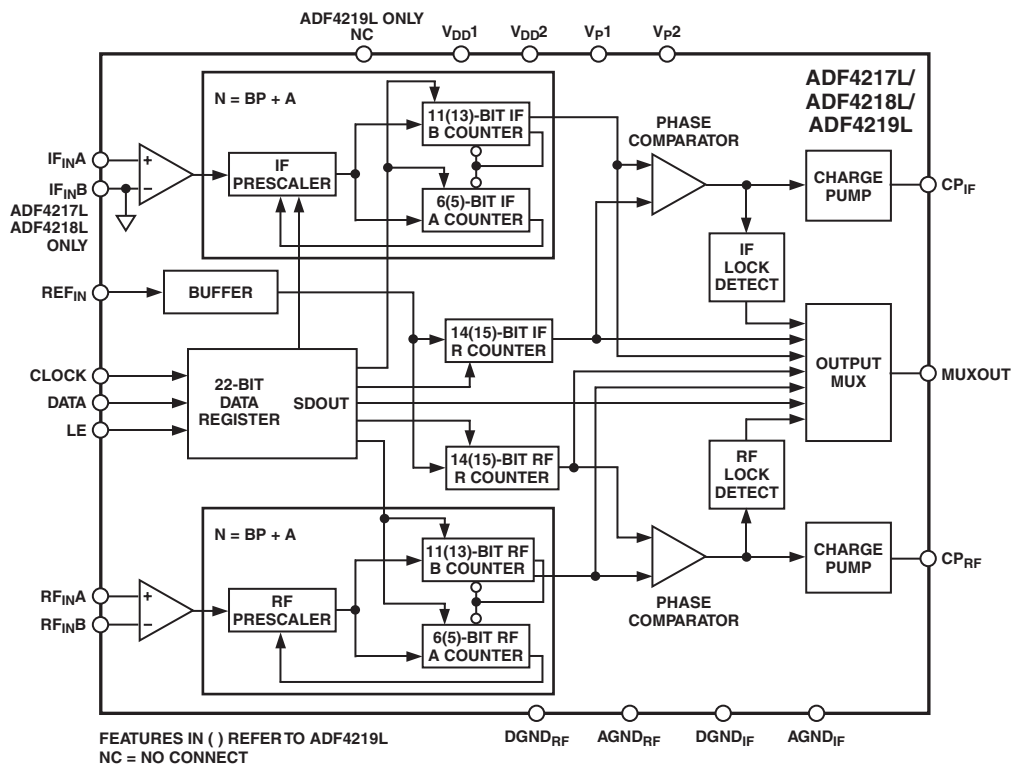 ADF4219L ONLY
NC
VDD1
VDD2
VP1
VP2
ADF4217L/
ADF4218L/
ADF4219L
N = BP + A
11(13)-BIT IF
B COUNTER
PHASE
COMPARATOR
IFINA
+
IF
PRESCALER
CHARGE
PUMP
CPIF
IFINB
–
6(5)-BIT IF
A COUNTER
ADF4217L
ADF4218L
ONLY
IF
LOCK
DETECT
REFIN
BUFFER
14(15)-BIT IF
R COUNTER
OUTPUT
MUX
MUXOUT
CLOCK
DATA
LE
22-BIT
DATA
REGISTER
SDOUT
14(15)-BIT RF
R COUNTER
RF
LOCK
DETECT
N = BP + A
11(13)-BIT RF
B COUNTER
CHARGE
PUMP
CPRF
RFINA
+
RF
PRESCALER
PHASE
COMPARATOR
RFINB
–
6(5)-BIT RF
A COUNTER
DGNDRF
AGNDRF
DGNDIF
AGNDIF
FEATURES IN ( ) REFER TO ADF4219L
NC = NO CONNECT